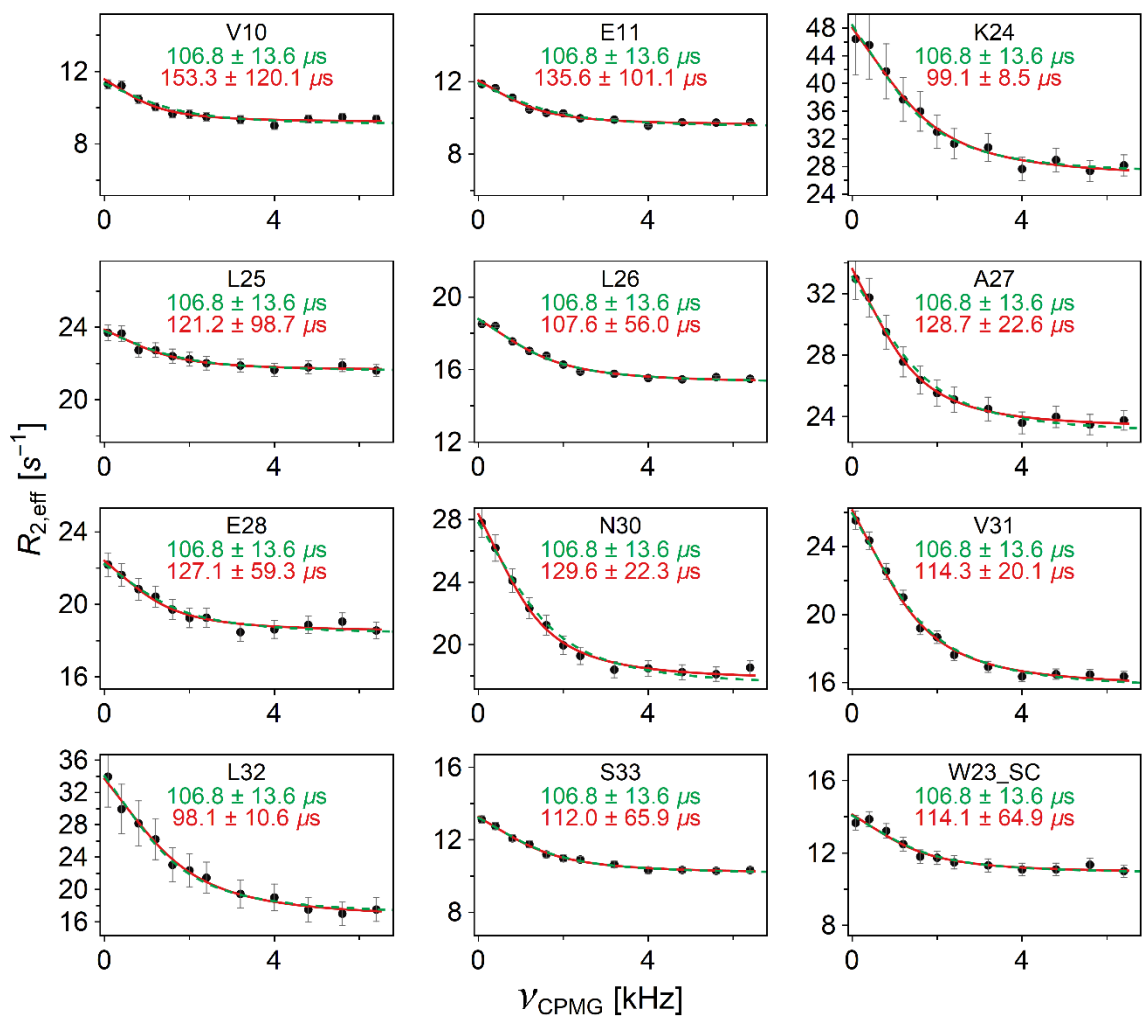 V10
106.8 ± 13.6 µs
153.3 ± 120.1 µs
12
8
0
4
E11
106.8 ± 13.6 µs
135.6 ± 101.1 µs
12
8
0
4
K24
106.8 ± 13.6 µs
99.1 ± 8.5 µs
48
44
40
36
32
28
24
0
4
L25
106.8 ± 13.6 µs
121.2 ± 98.7 µs
24
20
0
4
L26
106.8 ± 13.6 µs
107.6 ± 56.0 µs
20
16
12
0
4
A27
106.8 ± 13.6 µs
128.7 ± 22.6 µs
32
28
24
0
4
R2,eff [s−1]
E28
106.8 ± 13.6 µs
127.1 ± 59.3 µs
24
20
16
0
4
N30
106.8 ± 13.6 µs
129.6 ± 22.3 µs
28
24
20
0
4
V31
106.8 ± 13.6 µs
114.3 ± 20.1 µs
24
20
16
0
4
L32
106.8 ± 13.6 µs
98.1 ± 10.6 µs
36
32
28
24
20
16
0
4
S33
106.8 ± 13.6 µs
112.0 ± 65.9 µs
16
12
8
0
4
W23_SC
106.8 ± 13.6 µs
114.1 ± 64.9 µs
16
12
8
0
4
νCPMG [kHz]